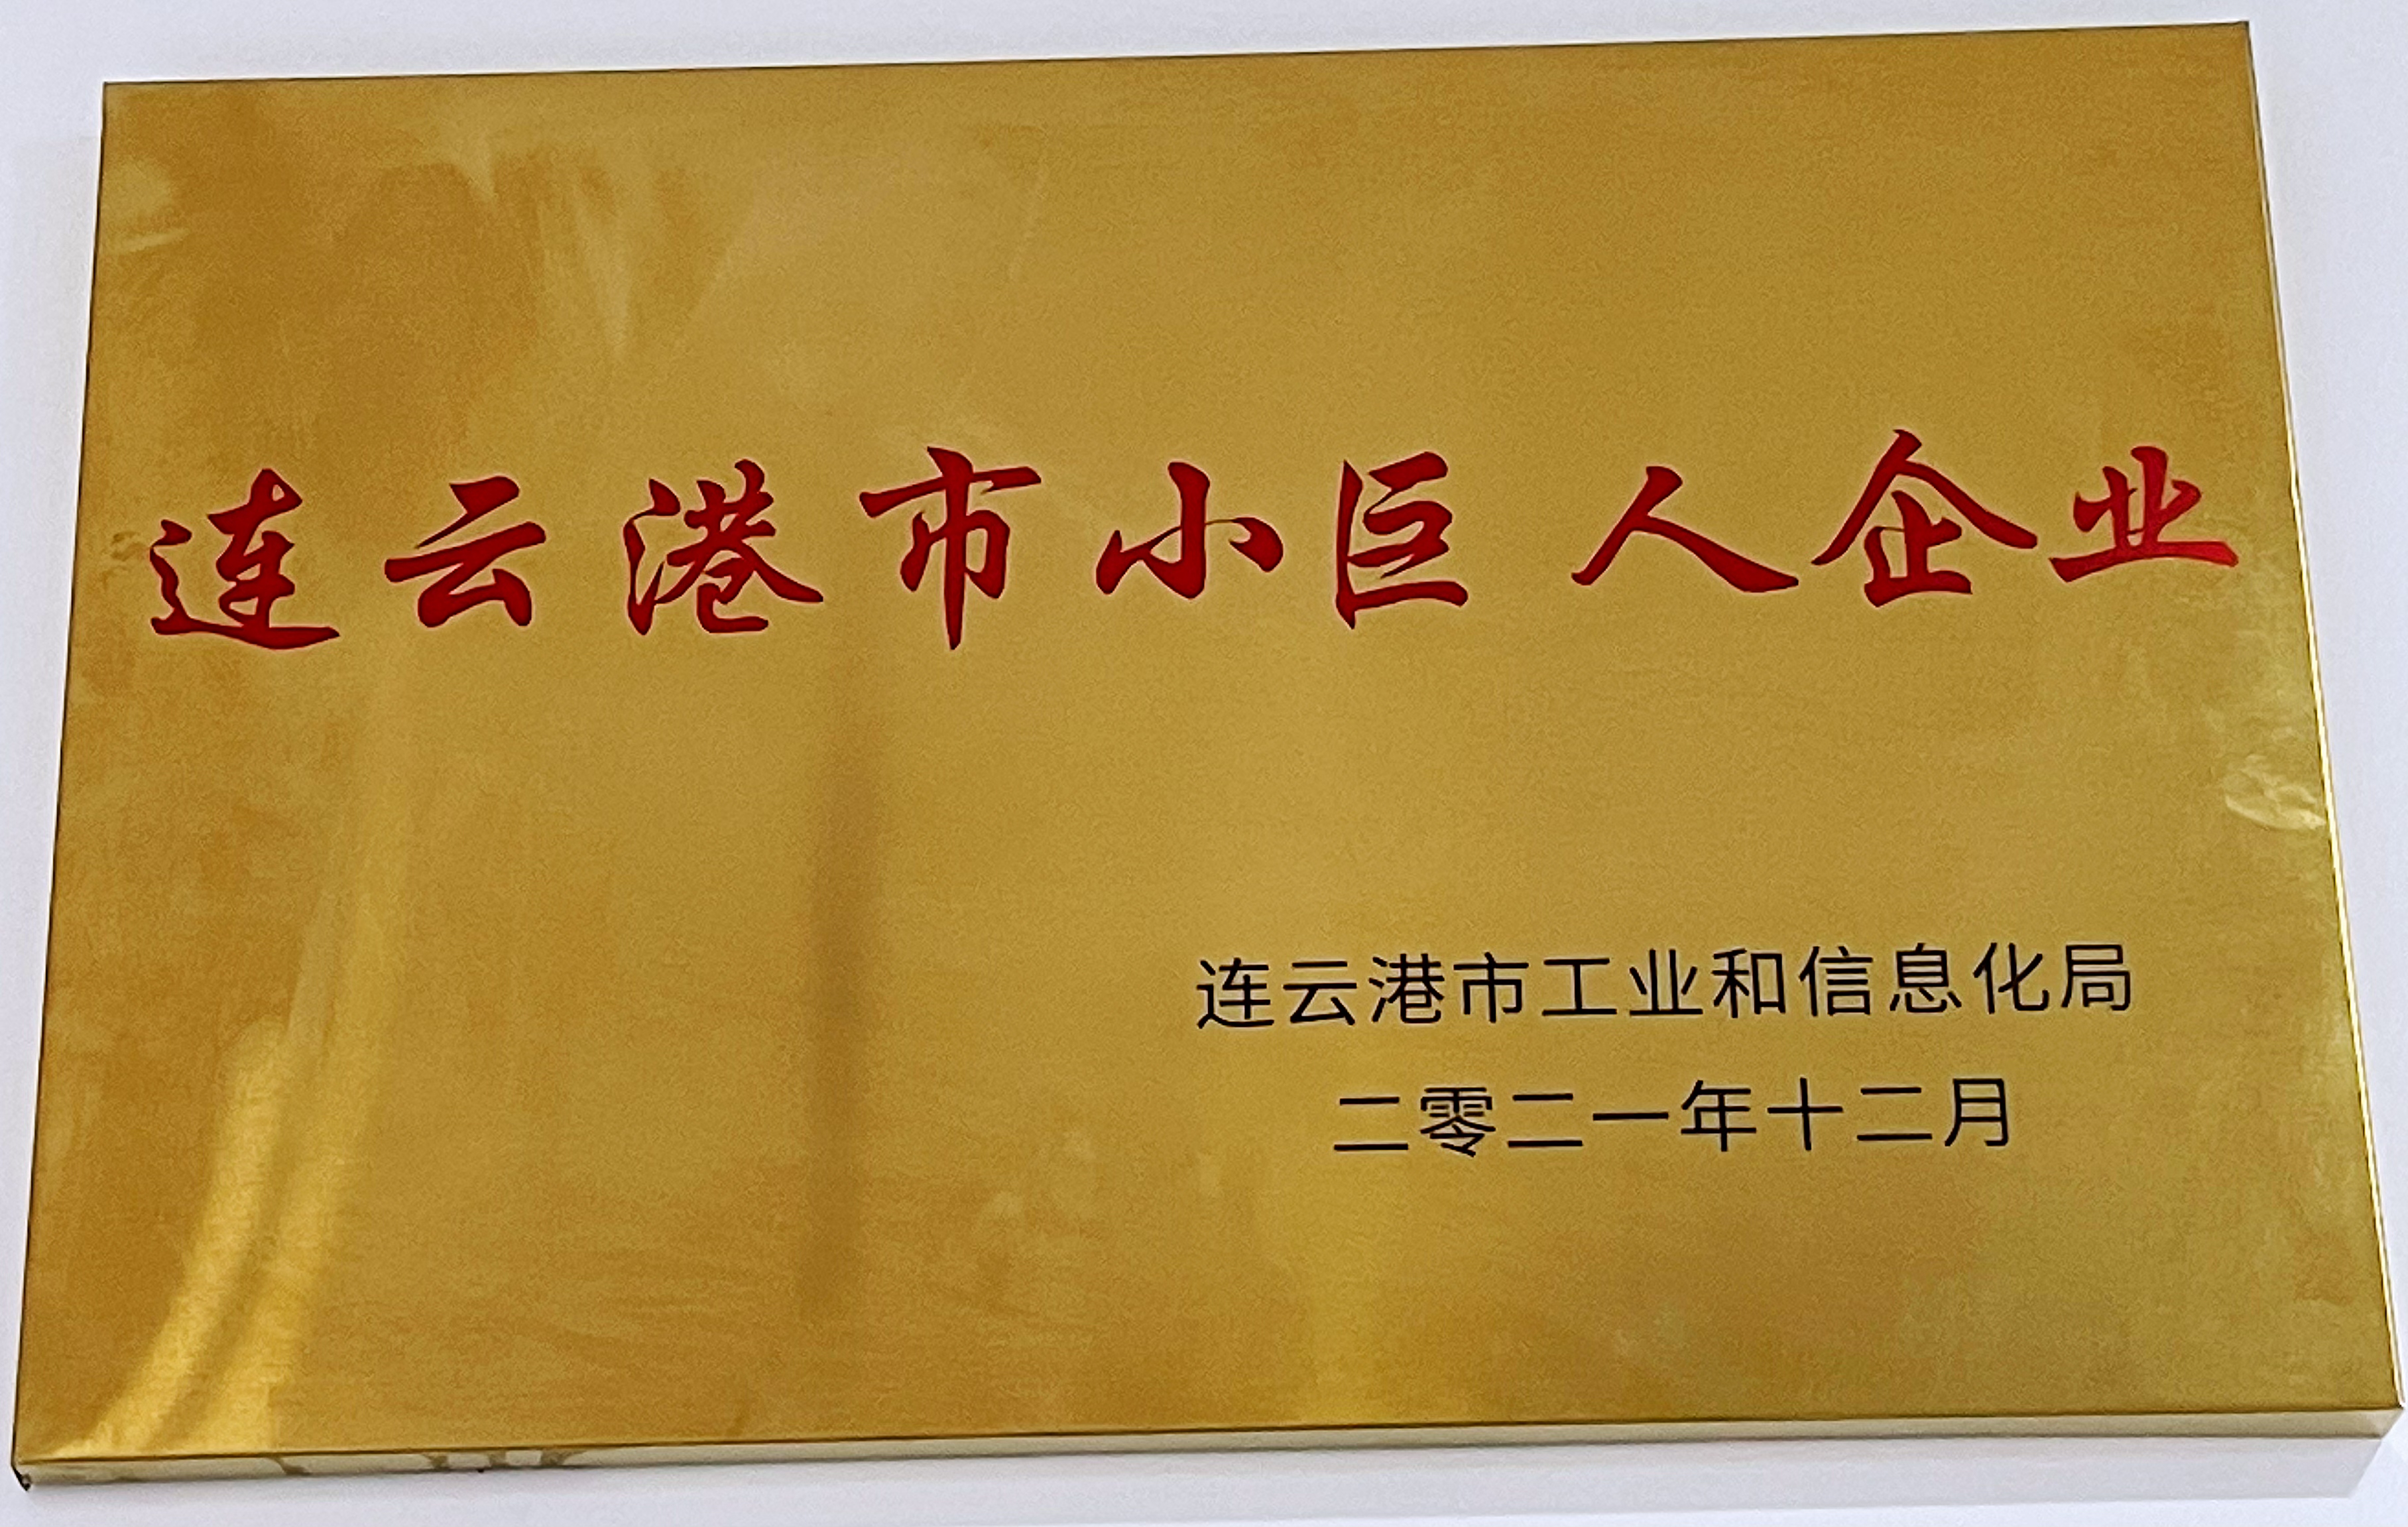 连云港市小巨人企业
连云港市工业和信息化局
二零二一年十二月